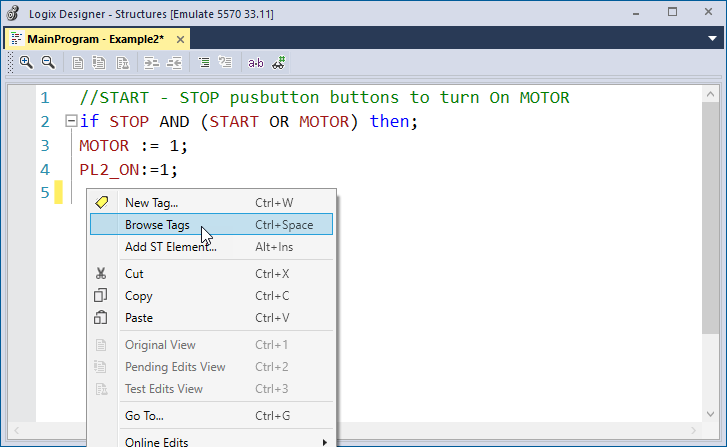 Logix Designer - Structures [Emulate 5570 33.11]
MainProgram - Example2*
a·b
1 //START - STOP pusbutton buttons to turn On MOTOR
2 if STOP AND (START OR MOTOR) then;
3 MOTOR := 1;
4 PL2_ON:=1;
5
New Tag... Ctrl+W
Browse Tags Ctrl+Space
Add ST Element... Alt+Ins
Cut Ctrl+X
Copy Ctrl+C
Paste Ctrl+V
Original View Ctrl+1
Pending Edits View Ctrl+2
Test Edits View Ctrl+3
Go To... Ctrl+G
Online Edits